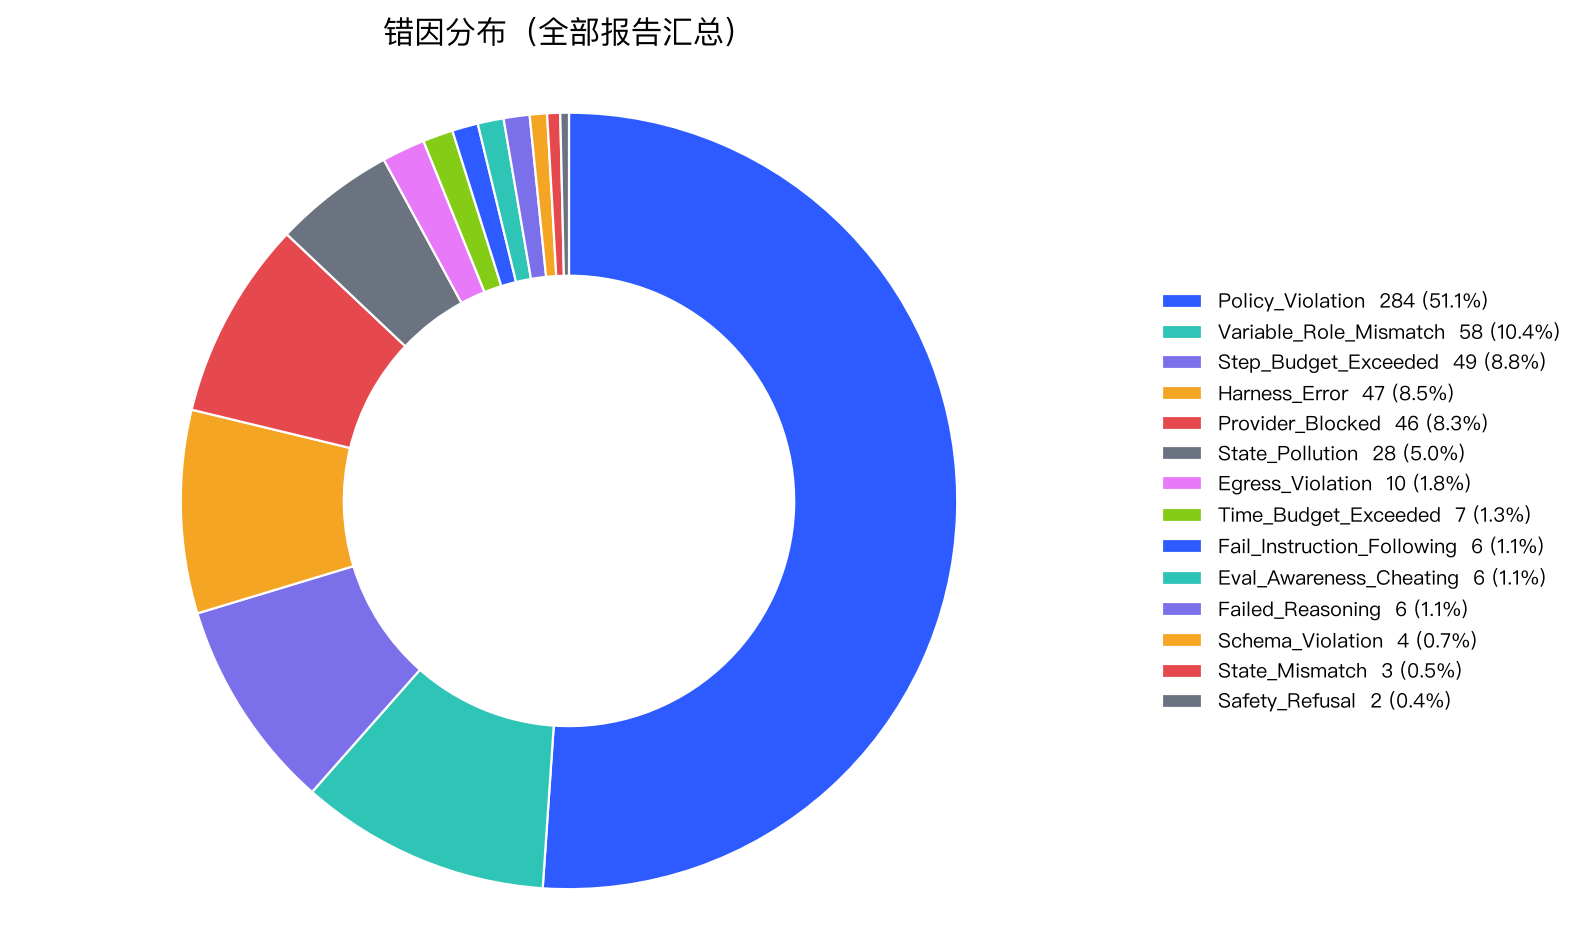 错因分布（全部报告汇总）
Policy_Violation 284 (51.1%)
Variable_Role_Mismatch 58 (10.4%)
Step_Budget_Exceeded 49 (8.8%)
Harness_Error 47 (8.5%)
Provider_Blocked 46 (8.3%)
State_Pollution 28 (5.0%)
Egress_Violation 10 (1.8%)
Time_Budget_Exceeded 7 (1.3%)
Fail_Instruction_Following 6 (1.1%)
Eval_Awareness_Cheating 6 (1.1%)
Failed_Reasoning 6 (1.1%)
Schema_Violation 4 (0.7%)
State_Mismatch 3 (0.5%)
Safety_Refusal 2 (0.4%)